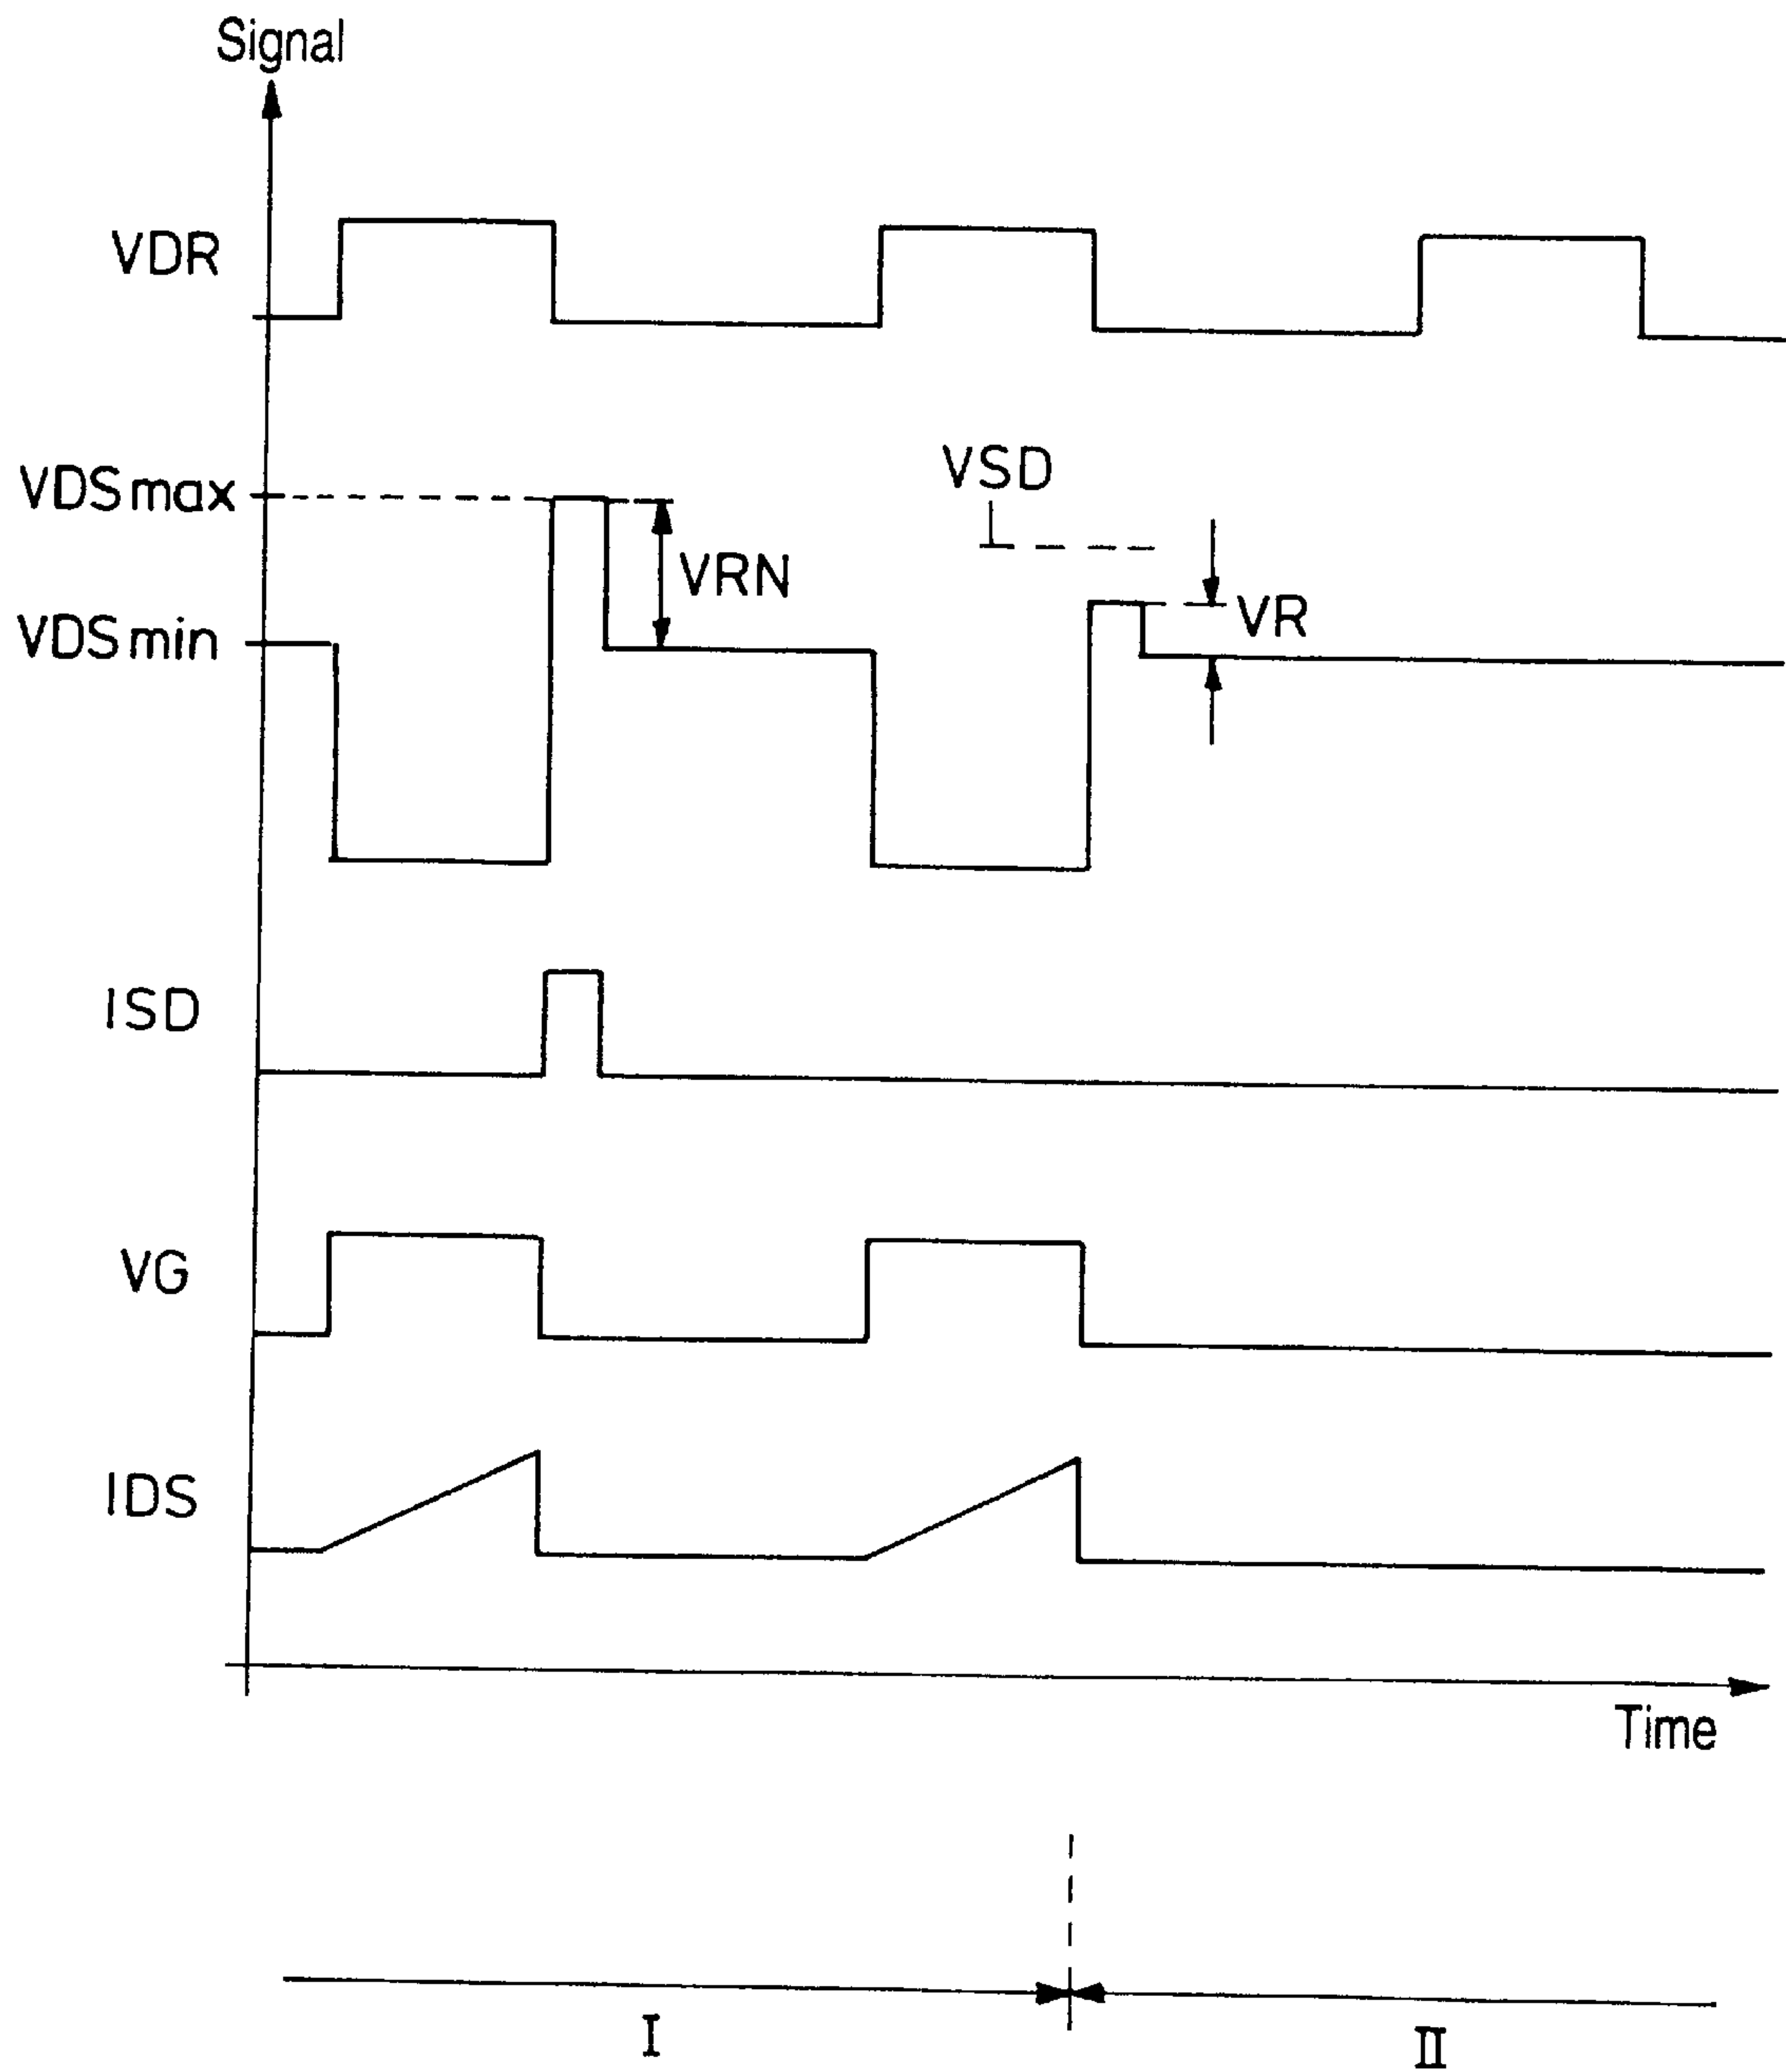 Signal
VDR
VDS max
VSD
VRN
VR
VDS min
ISD
VG
IDS
Time
I
II